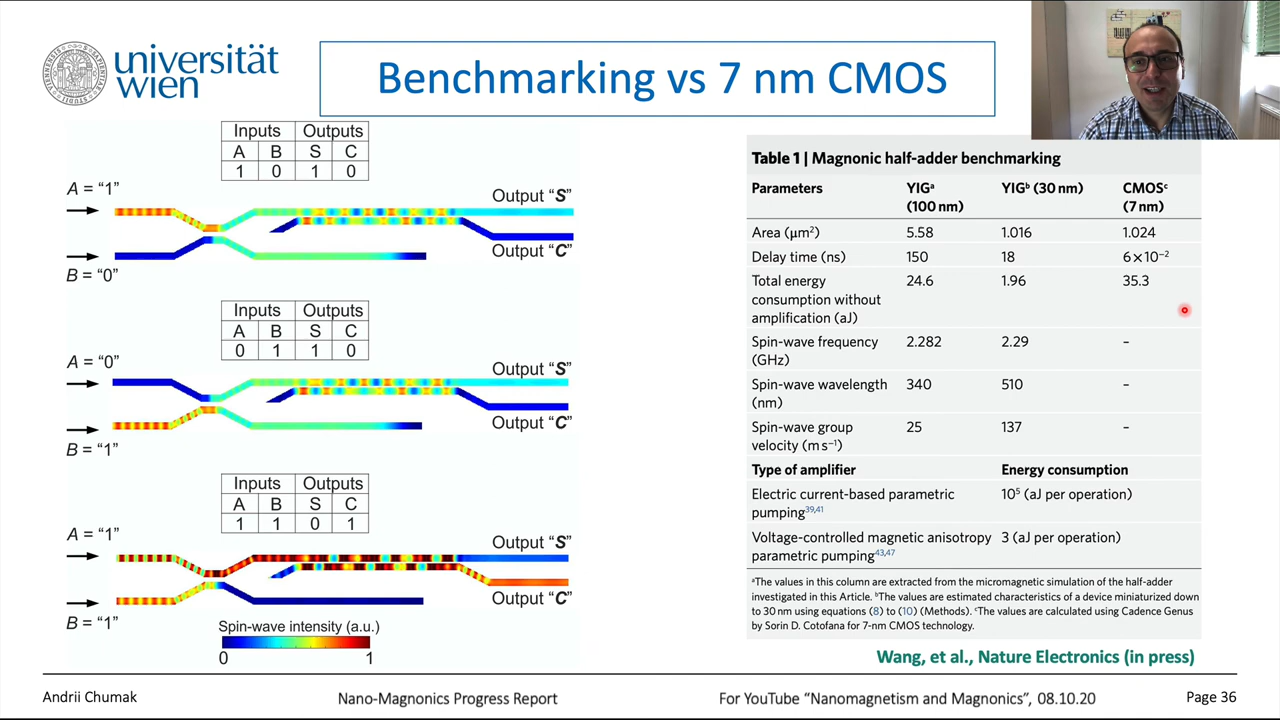 universität
wien
Benchmarking vs 7 nm CMOS
Inputs Outputs
A B S C
1 0 1 0
A = “1”
Output “S”
Output “C”
B = “0”
Inputs Outputs
A B S C
0 1 1 0
A = “0”
Output “S”
Output “C”
B = “1”
Inputs Outputs
A B S C
1 1 0 1
A = “1”
Output “S”
Output “C”
B = “1”
Spin-wave intensity (a.u.)
0 1
Table 1 | Magnonic half-adder benchmarking
Parameters YIGᵃ YIGᵇ (30 nm) CMOSᶜ
(100 nm) (7 nm)
Area (μm²) 5.58 1.016 1.024
Delay time (ns) 150 18 6×10⁻²
Total energy 24.6 1.96 35.3
consumption without
amplification (aJ)
Spin-wave frequency 2.282 2.29 –
(GHz)
Spin-wave wavelength 340 510 –
(nm)
Spin-wave group 25 137 –
velocity (m s⁻¹)
Type of amplifier Energy consumption
Electric current-based parametric 10⁵ (aJ per operation)
pumping³⁹,⁴¹
Voltage-controlled magnetic anisotropy 3 (aJ per operation)
parametric pumping⁴³,⁴⁷
ᵃThe values in this column are extracted from the micromagnetic simulation of the half-adder
investigated in this Article. ᵇThe values are estimated characteristics of a device miniaturized down
to 30 nm using equations (8) to (10) (Methods). ᶜThe values are calculated using Cadence Genus
by Sorin D. Cotofana for 7-nm CMOS technology.
Wang, et al., Nature Electronics (in press)
Andrii Chumak Nano-Magnonics Progress Report For YouTube “Nanomagnetism and Magnonics”, 08.10.20 Page 36